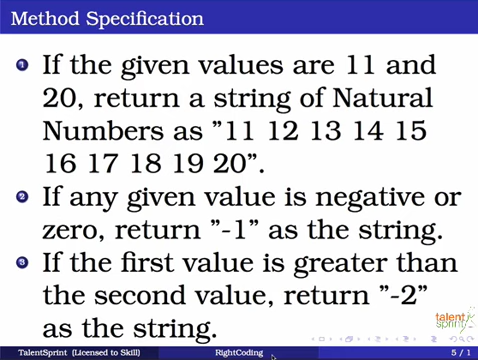 Method Specification
1 If the given values are 11 and
20, return a string of Natural
Numbers as "11 12 13 14 15
16 17 18 19 20".
2 If any given value is negative or
zero, return "-1" as the string.
3 If the first value is greater than
the second value, return "-2"
as the string.
talent
sprint
TalentSprint (Licensed to Skill) RightCoding 5 / 1